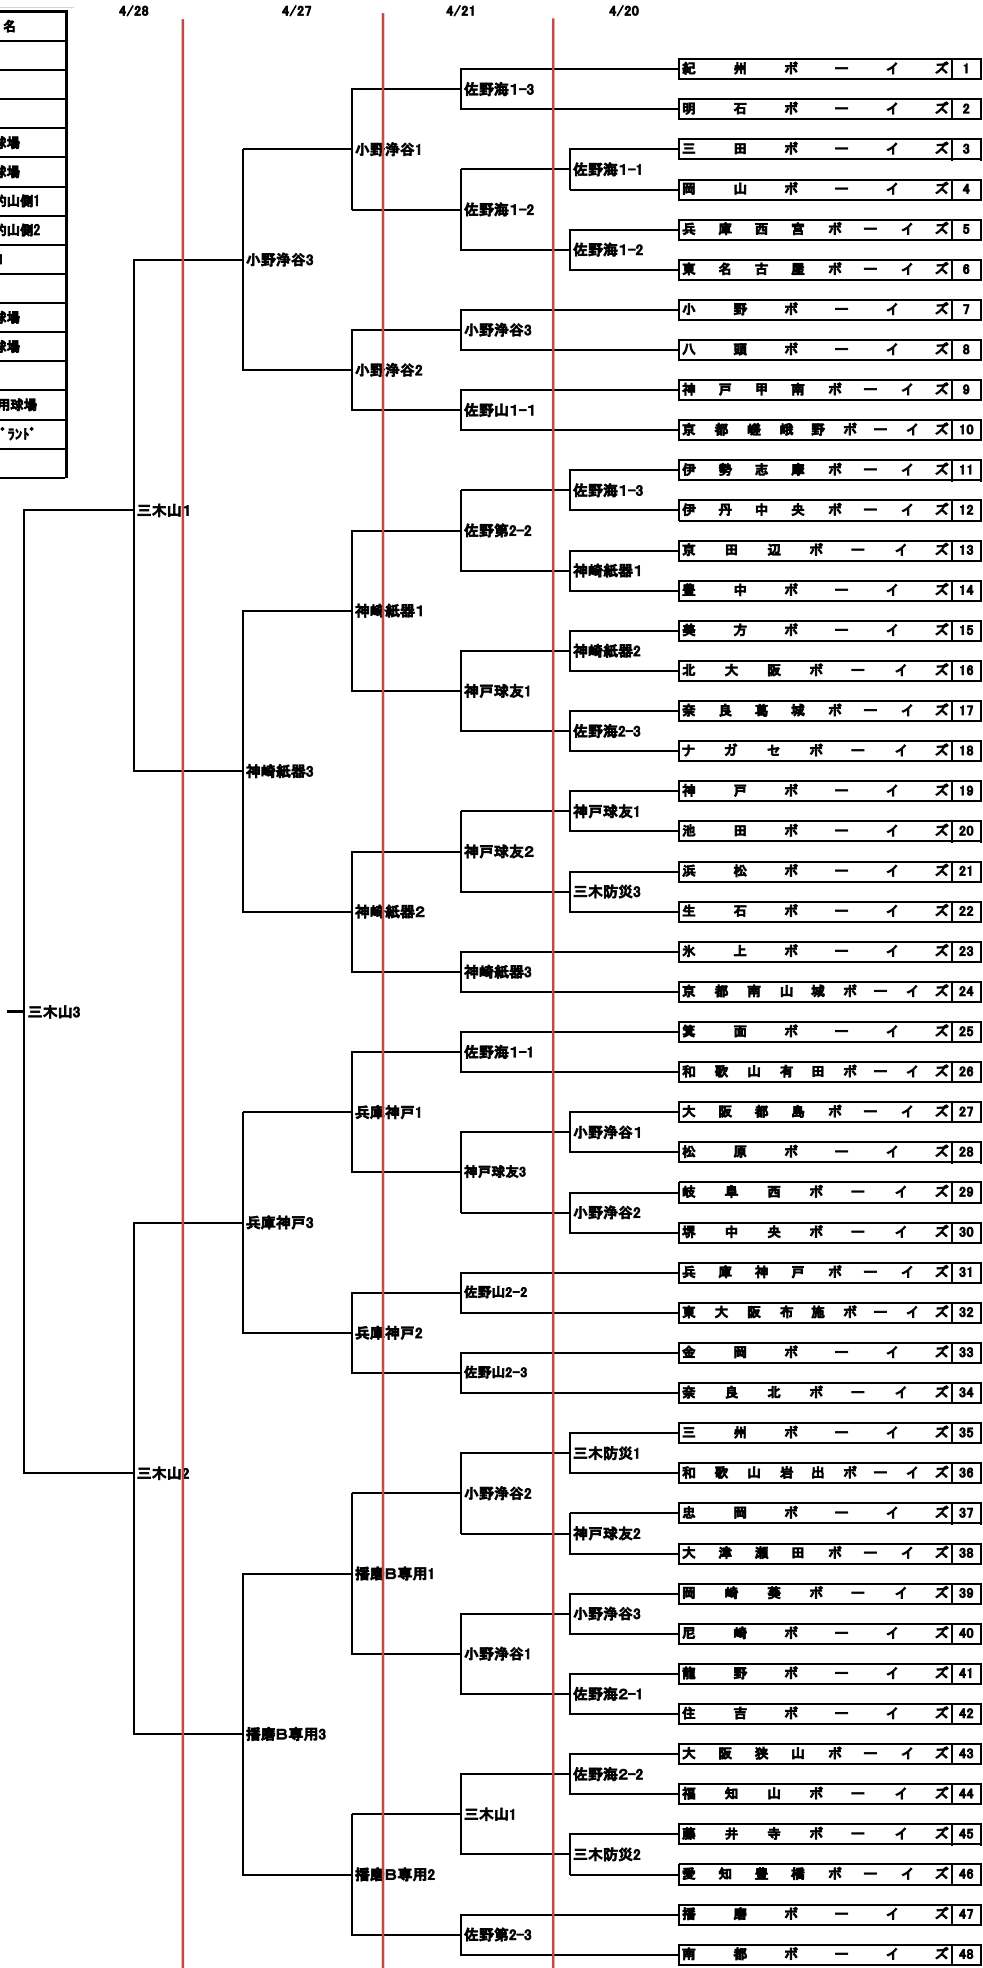 4/28 4/27 4/21 4/20
名
球場
球場
山側1
山側2
球場
球場
用球場
紀州ボーイズ 1
佐野海1-3
明石ボーイズ 2
小野浄谷1
三田ボーイズ 3
佐野海1-1
岡山ボーイズ 4
佐野海1-2
兵庫西宮ボーイズ 5
佐野海1-2
小野浄谷3
東名古屋ボーイズ 6
小野ボーイズ 7
小野浄谷3
八頭ボーイズ 8
小野浄谷2
神戸甲南ボーイズ 9
佐野山1-1
京都嵯峨野ボーイズ 10
伊勢志摩ボーイズ 11
佐野海1-3
三木山1
伊丹中央ボーイズ 12
佐野第2-2
京田辺ボーイズ 13
神崎紙器1
豊中ボーイズ 14
神崎紙器1
美方ボーイズ 15
神崎紙器2
北大阪ボーイズ 16
神戸球友1
奈良葛城ボーイズ 17
佐野海2-3
ナガセボーイズ 18
神崎紙器3
神戸ボーイズ 19
神戸球友1
池田ボーイズ 20
神戸球友2
浜松ボーイズ 21
三木防災3
生石ボーイズ 22
神崎紙器2
氷上ボーイズ 23
神崎紙器3
京都南山城ボーイズ 24
三木山3
箕面ボーイズ 25
佐野海1-1
和歌山有田ボーイズ 26
兵庫神戸1
大阪都島ボーイズ 27
小野浄谷1
松原ボーイズ 28
神戸球友3
岐阜西ボーイズ 29
小野浄谷2
兵庫神戸3
堺中央ボーイズ 30
兵庫神戸ボーイズ 31
佐野山2-2
東大阪布施ボーイズ 32
兵庫神戸2
金岡ボーイズ 33
佐野山2-3
奈良北ボーイズ 34
三州ボーイズ 35
三木防災1
三木山2
和歌山岩出ボーイズ 36
小野浄谷2
忠岡ボーイズ 37
神戸球友2
大津瀬田ボーイズ 38
播磨B専用1
岡崎葵ボーイズ 39
小野浄谷3
尼崎ボーイズ 40
小野浄谷1
龍野ボーイズ 41
佐野海2-1
住吉ボーイズ 42
播磨B専用3
大阪狭山ボーイズ 43
佐野海2-2
福知山ボーイズ 44
三木山1
藤井寺ボーイズ 45
三木防災2
愛知豊橋ボーイズ 46
播磨B専用2
播磨ボーイズ 47
佐野第2-3
南都ボーイズ 48